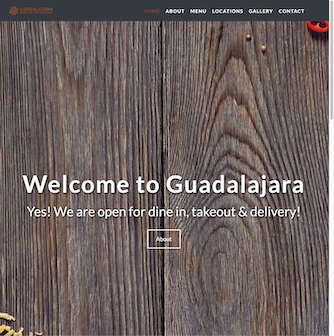 GUADALAJARA
HOME ABOUT MENU LOCATIONS GALLERY CONTACT
Welcome to Guadalajara
Yes! We are open for dine in, takeout & delivery!
About